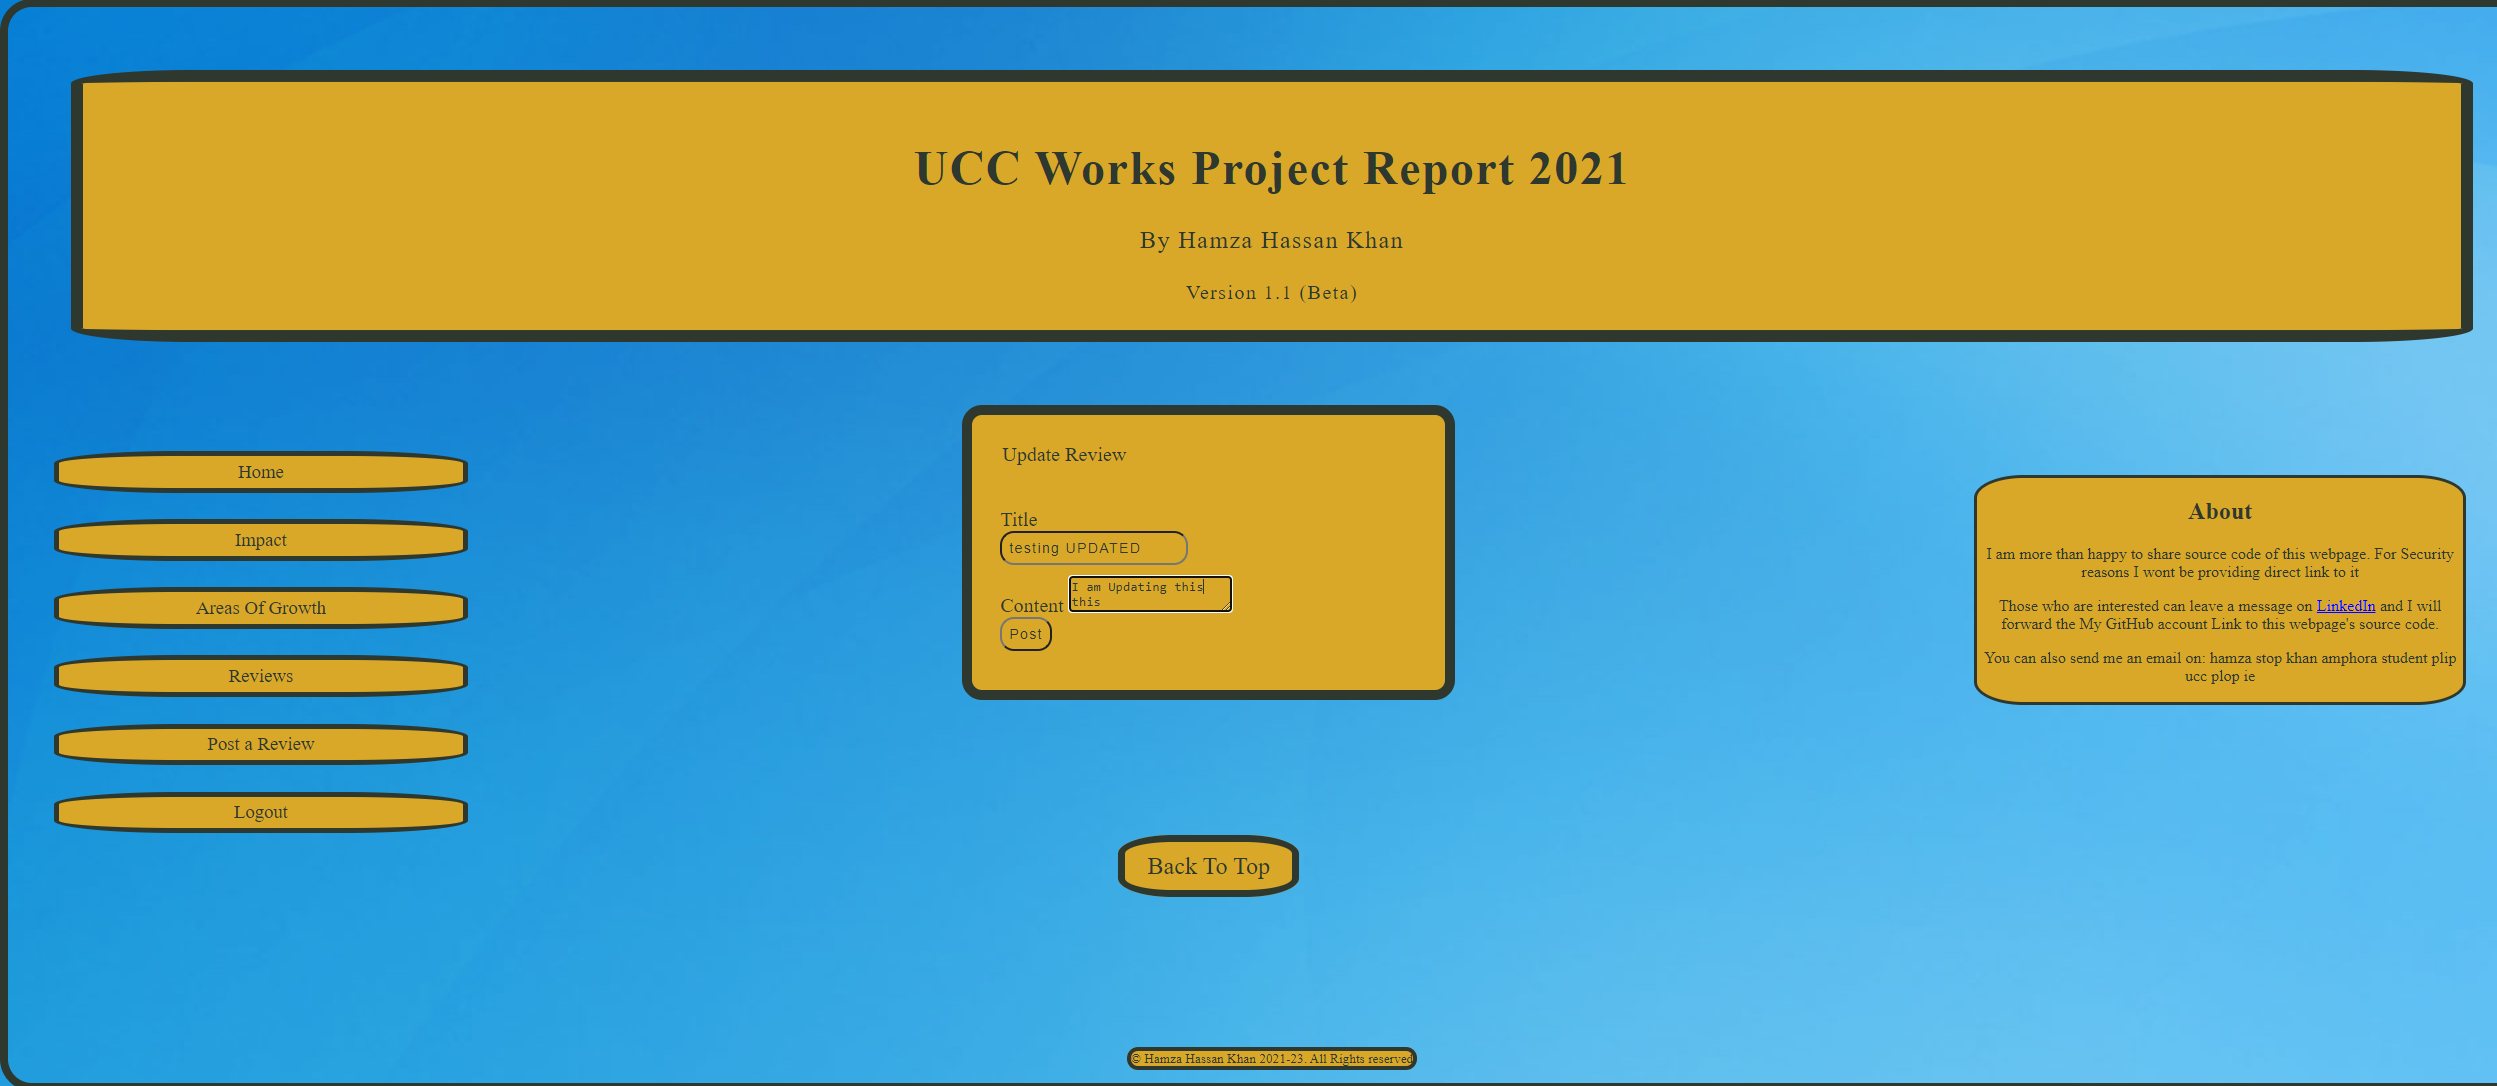 UCC Works Project Report 2021
By Hamza Hassan Khan
Version 1.1 (Beta)
Home
Impact
Areas Of Growth
Reviews
Post a Review
Logout
Update Review
Title
testing UPDATED
Content
I am Updating this
this
Post
Back To Top
About
I am more than happy to share source code of this webpage. For Security
reasons I wont be providing direct link to it
Those who are interested can leave a message on LinkedIn and I will
forward the My GitHub account Link to this webpage's source code.
You can also send me an email on: hamza stop khan amphora student plip
ucc plop ie
© Hamza Hassan Khan 2021-23. All Rights reserved